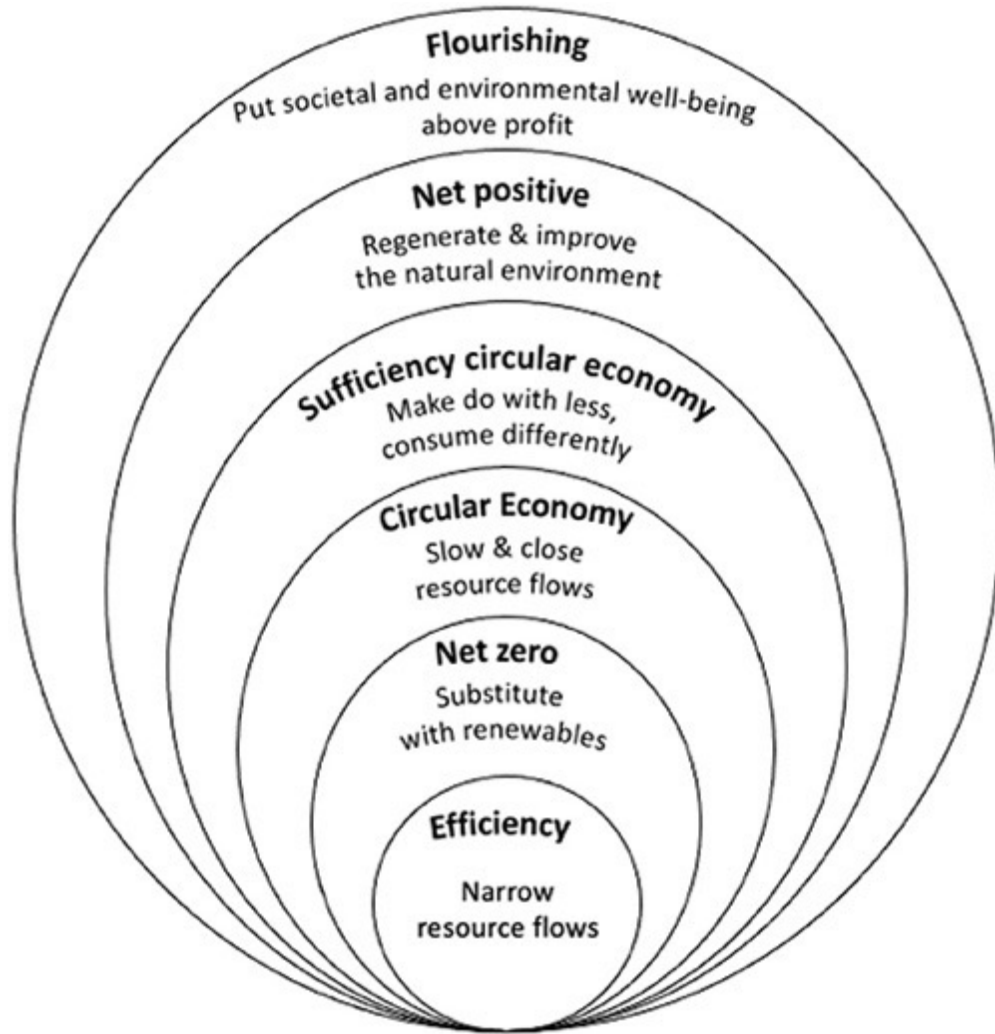 Flourishing
Put societal and environmental well-being
above profit
Net positive
Regenerate & improve
the natural environment
Sufficiency circular economy
Make do with less,
consume differently
Circular Economy
Slow & close
resource flows
Net zero
Substitute
with renewables
Efficiency
Narrow
resource flows